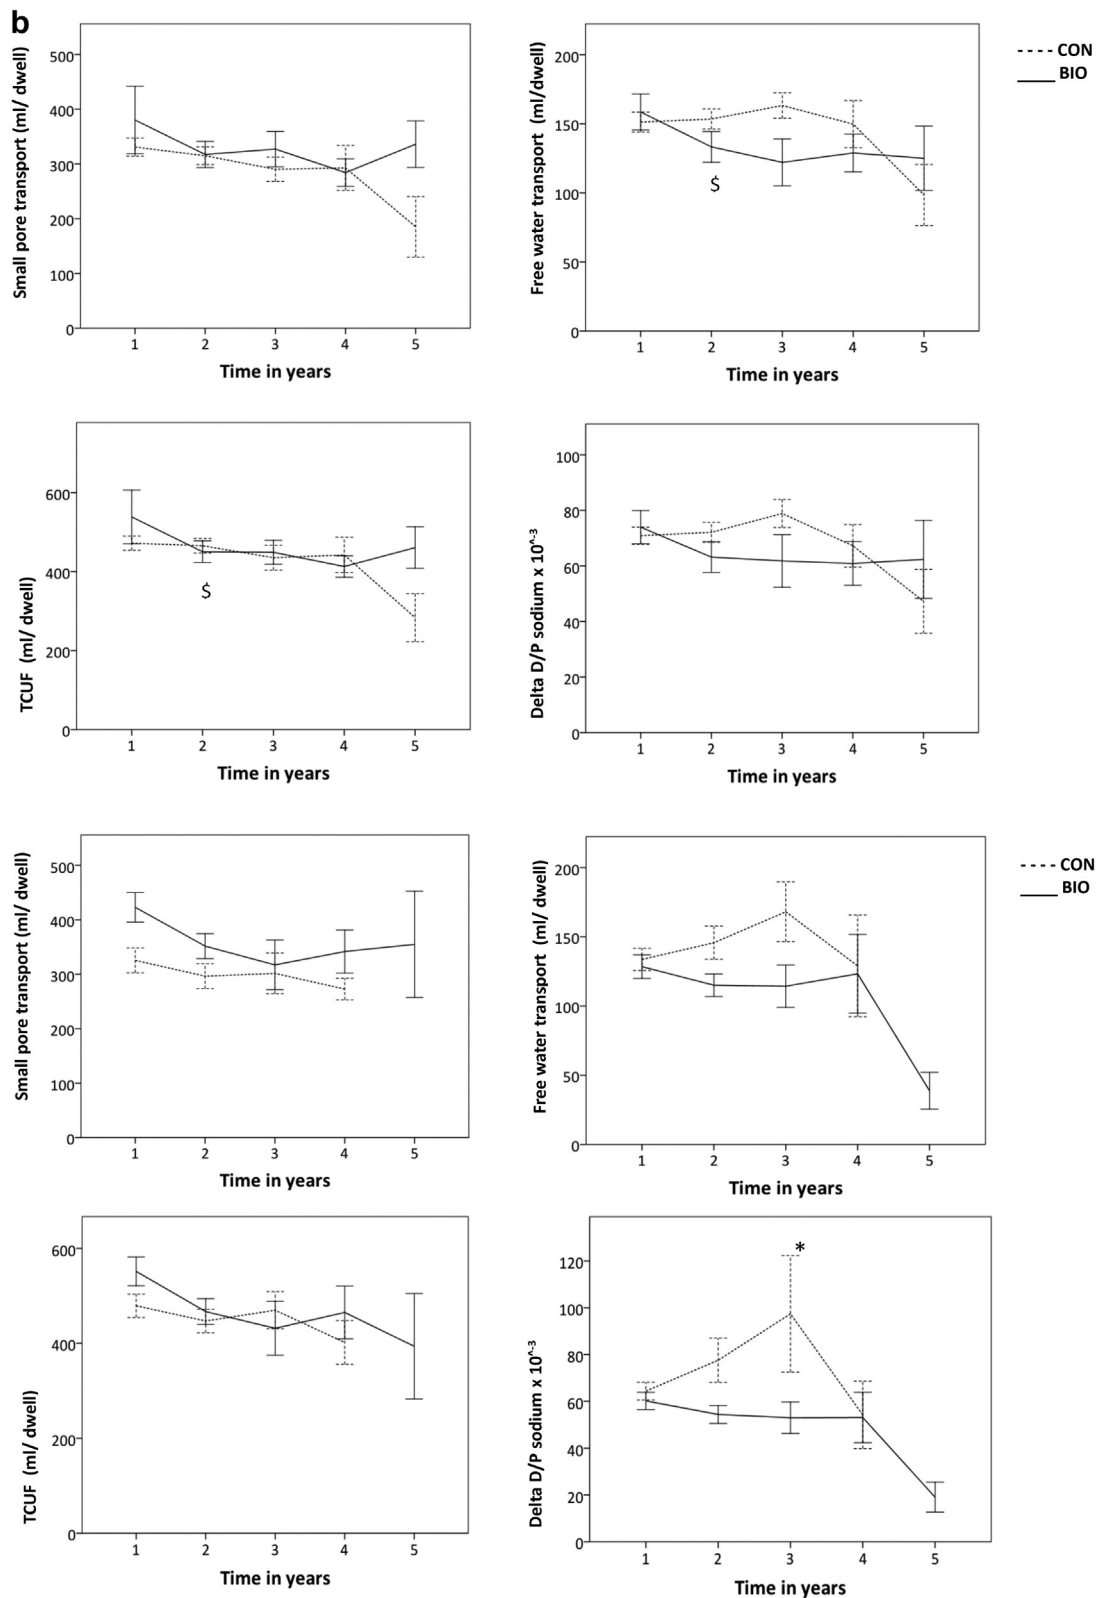 b
Small pore transport (ml/ dwell)
500
400
300
200
100
0
1 2 3 4 5
Time in years
Free water transport (ml/dwell)
200
150
100
50
0
$
1 2 3 4 5
Time in years
CON
BIO
TCUF (ml/ dwell)
600
400
200
0
$
1 2 3 4 5
Time in years
Delta D/P sodium x 10^-3
100
80
60
40
20
0
1 2 3 4 5
Time in years
Small pore transport (ml/ dwell)
500
400
300
200
100
0
1 2 3 4 5
Time in years
Free water transport (ml/ dwell)
200
150
100
50
0
1 2 3 4 5
Time in years
CON
BIO
TCUF (ml/ dwell)
600
400
200
0
1 2 3 4 5
Time in years
Delta D/P sodium x 10^-3
120
100
80
60
40
20
0
*
1 2 3 4 5
Time in years